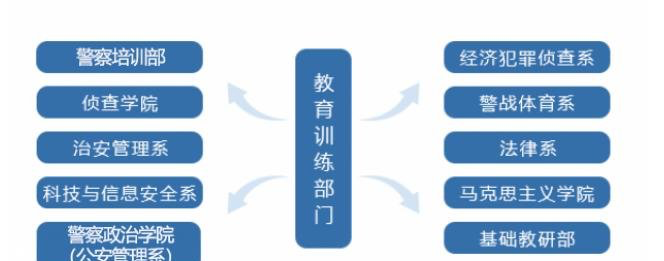 警察培训部
侦查学院
治安管理系
科技与信息安全系
警察政治学院
(公安管理系)
教育训练部门
经济犯罪侦查系
警战体育系
法律系
马克思主义学院
基础教研部